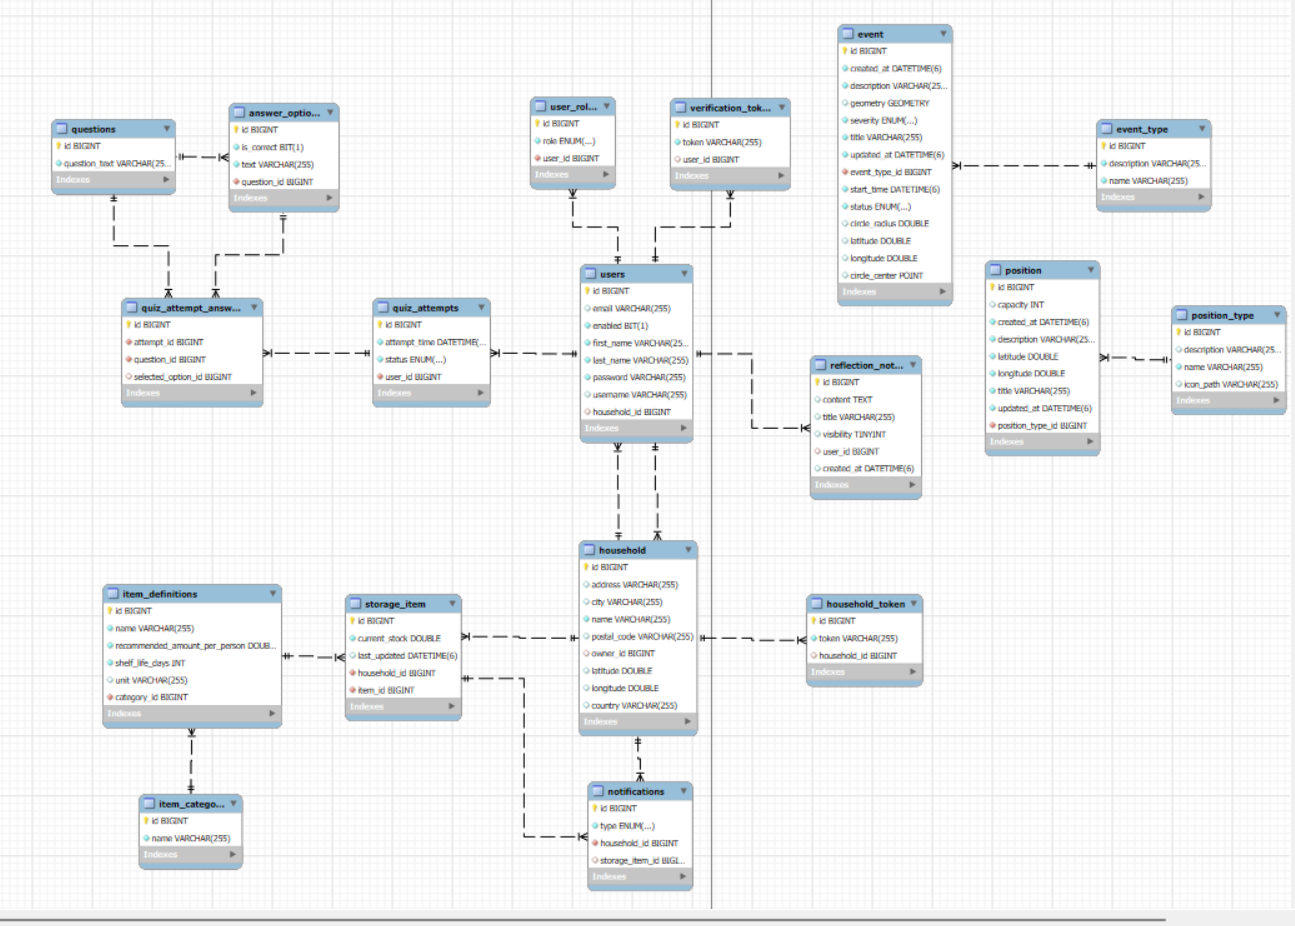 questions
id BIGINT
question_text VARCHAR(25...
Indexes
answer_optio...
id BIGINT
is_correct BIT(1)
text VARCHAR(255)
question_id BIGINT
Indexes
user_rol...
id BIGINT
role ENUM(...)
user_id BIGINT
Indexes
verification_tok...
id BIGINT
token VARCHAR(255)
user_id BIGINT
Indexes
event
id BIGINT
created_at DATETIME(6)
description VARCHAR(25...
geometry GEOMETRY
severity ENUM(...)
title VARCHAR(255)
updated_at DATETIME(6)
event_type_id BIGINT
start_time DATETIME(6)
status ENUM(...)
circle_radius DOUBLE
latitude DOUBLE
longitude DOUBLE
circle_center POINT
Indexes
event_type
id BIGINT
description VARCHAR(25...
name VARCHAR(255)
Indexes
quiz_attempt_answ...
id BIGINT
attempt_id BIGINT
question_id BIGINT
selected_option_id BIGINT
Indexes
quiz_attempts
id BIGINT
attempt_time DATETIME(...
status ENUM(...)
user_id BIGINT
Indexes
users
id BIGINT
email VARCHAR(255)
enabled BIT(1)
first_name VARCHAR(25...
last_name VARCHAR(255)
password VARCHAR(255)
username VARCHAR(255)
household_id BIGINT
Indexes
position
id BIGINT
capacity INT
created_at DATETIME(6)
description VARCHAR(25...
latitude DOUBLE
longitude DOUBLE
title VARCHAR(255)
updated_at DATETIME(6)
position_type_id BIGINT
Indexes
position_type
id BIGINT
description VARCHAR(25...
name VARCHAR(255)
icon_path VARCHAR(255)
Indexes
reflection_not...
id BIGINT
content TEXT
title VARCHAR(255)
visibility TINYINT
user_id BIGINT
created_at DATETIME(6)
Indexes
item_definitions
id BIGINT
name VARCHAR(255)
recommended_amount_per_person DOUB...
shelf_life_days INT
unit VARCHAR(255)
category_id BIGINT
Indexes
storage_item
id BIGINT
current_stock DOUBLE
last_updated DATETIME(6)
household_id BIGINT
item_id BIGINT
Indexes
household
id BIGINT
address VARCHAR(255)
city VARCHAR(255)
name VARCHAR(255)
postal_code VARCHAR(255)
owner_id BIGINT
latitude DOUBLE
longitude DOUBLE
country VARCHAR(255)
Indexes
household_token
id BIGINT
token VARCHAR(255)
household_id BIGINT
Indexes
item_catego...
id BIGINT
name VARCHAR(255)
Indexes
notifications
id BIGINT
type ENUM(...)
household_id BIGINT
storage_item_id BIGI...
Indexes